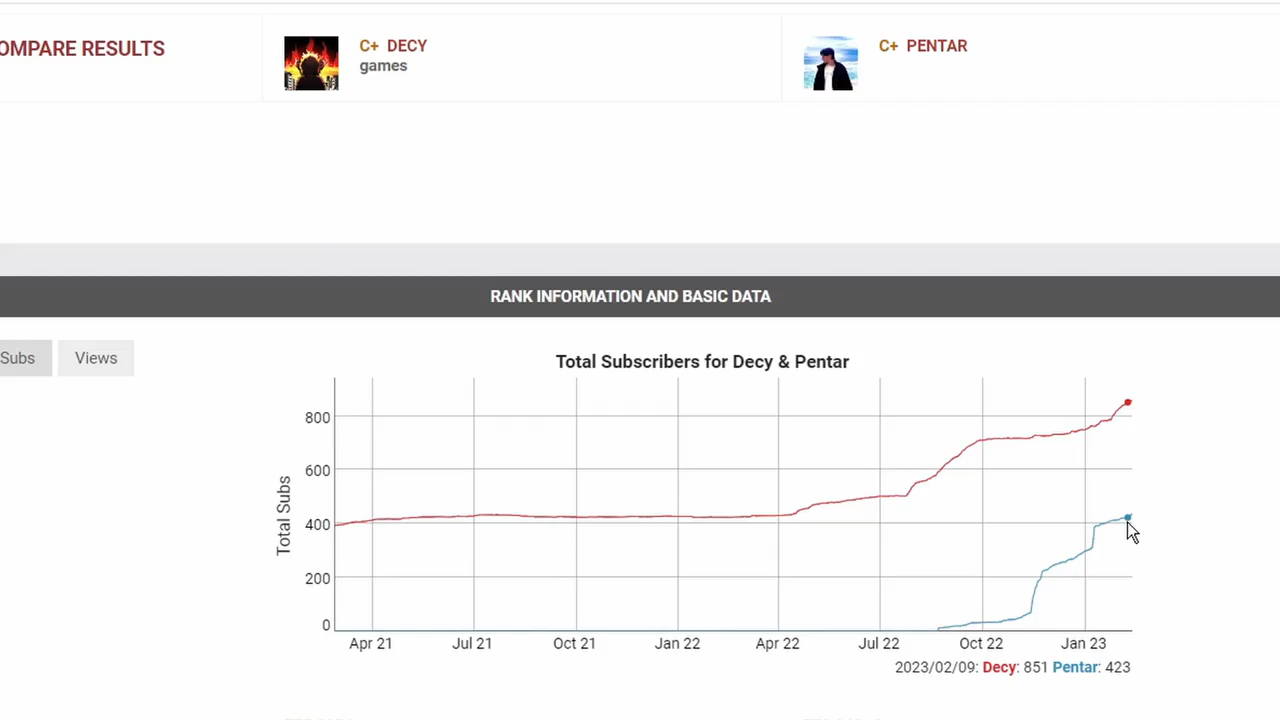 OMPARE RESULTS
C+ DECY
games
C+ PENTAR
RANK INFORMATION AND BASIC DATA
Subs
Views
Total Subscribers for Decy & Pentar
Total Subs
800
600
400
200
0
Apr 21 Jul 21 Oct 21 Jan 22 Apr 22 Jul 22 Oct 22 Jan 23
2023/02/09: Decy: 851 Pentar: 423